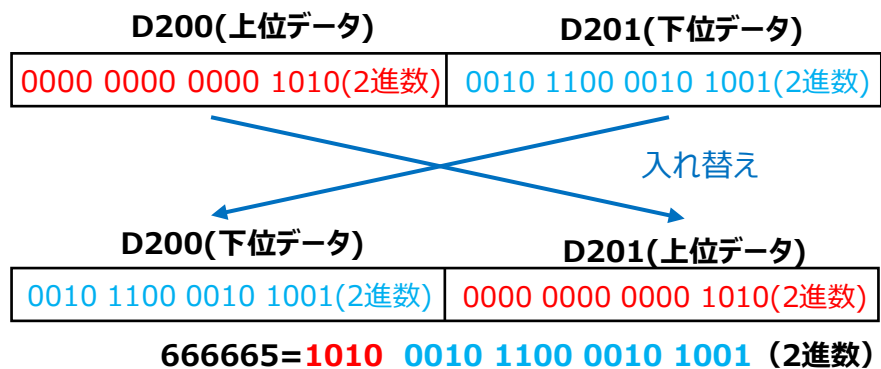 D200(上位データ) D201(下位データ)
0000 0000 0000 1010(2進数) 0010 1100 0010 1001(2進数)
入れ替え
D200(下位データ) D201(上位データ)
0010 1100 0010 1001(2進数) 0000 0000 0000 1010(2進数)
666665=1010 0010 1100 0010 1001（2進数）